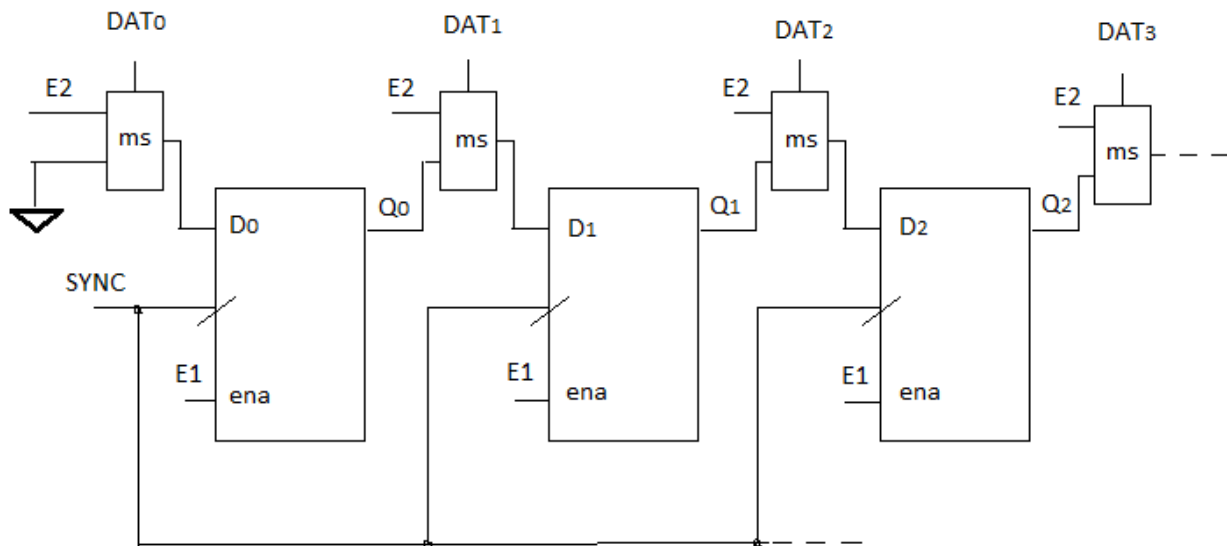 DAT0 DAT1 DAT2 DAT3
E2 E2 E2 E2
ms ms ms ms
Q0 Q1 Q2
D0 D1 D2
SYNC
E1 E1 E1
ena ena ena